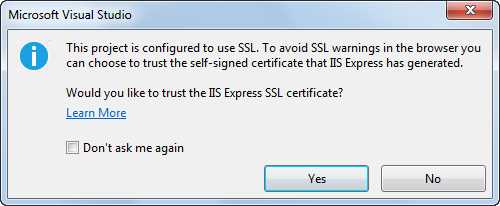 Microsoft Visual Studio
This project is configured to use SSL. To avoid SSL warnings in the browser you
can choose to trust the self-signed certificate that IIS Express has generated.
Would you like to trust the IIS Express SSL certificate?
Learn More
Don't ask me again
Yes
No